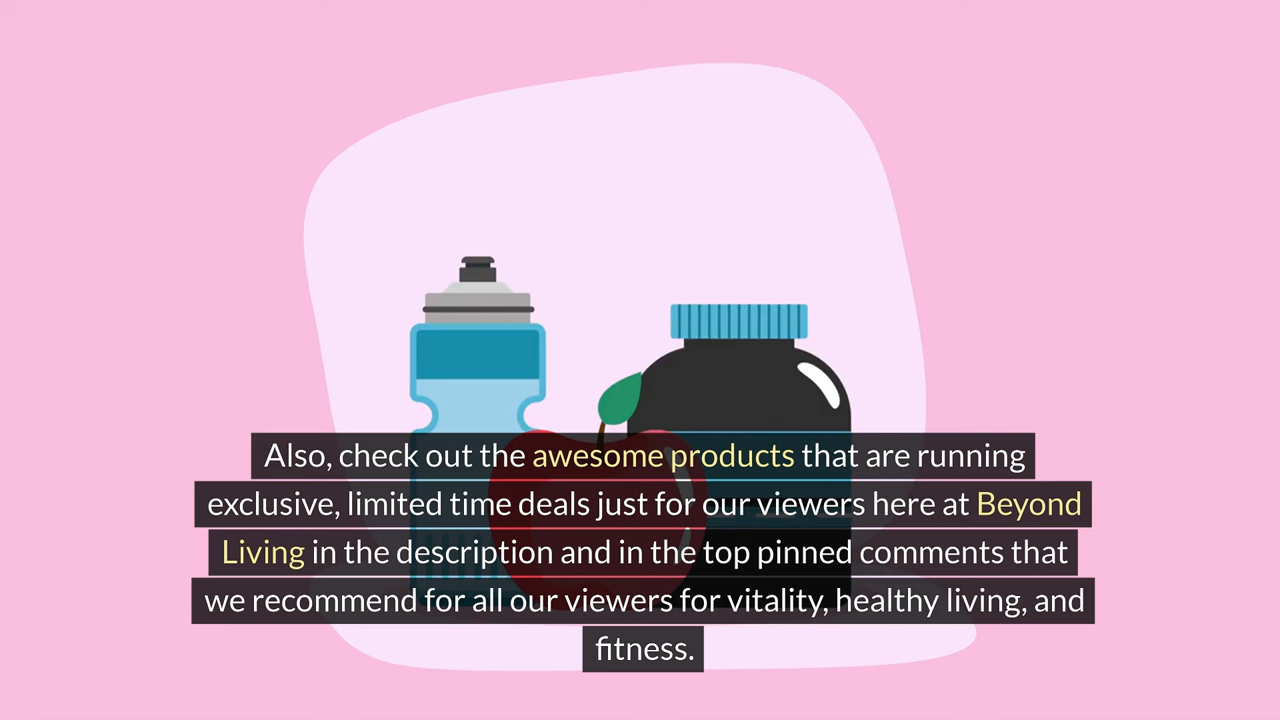 Also, check out the awesome products that are running
exclusive, limited time deals just for our viewers here at Beyond
Living in the description and in the top pinned comments that
we recommend for all our viewers for vitality, healthy living, and
fitness.